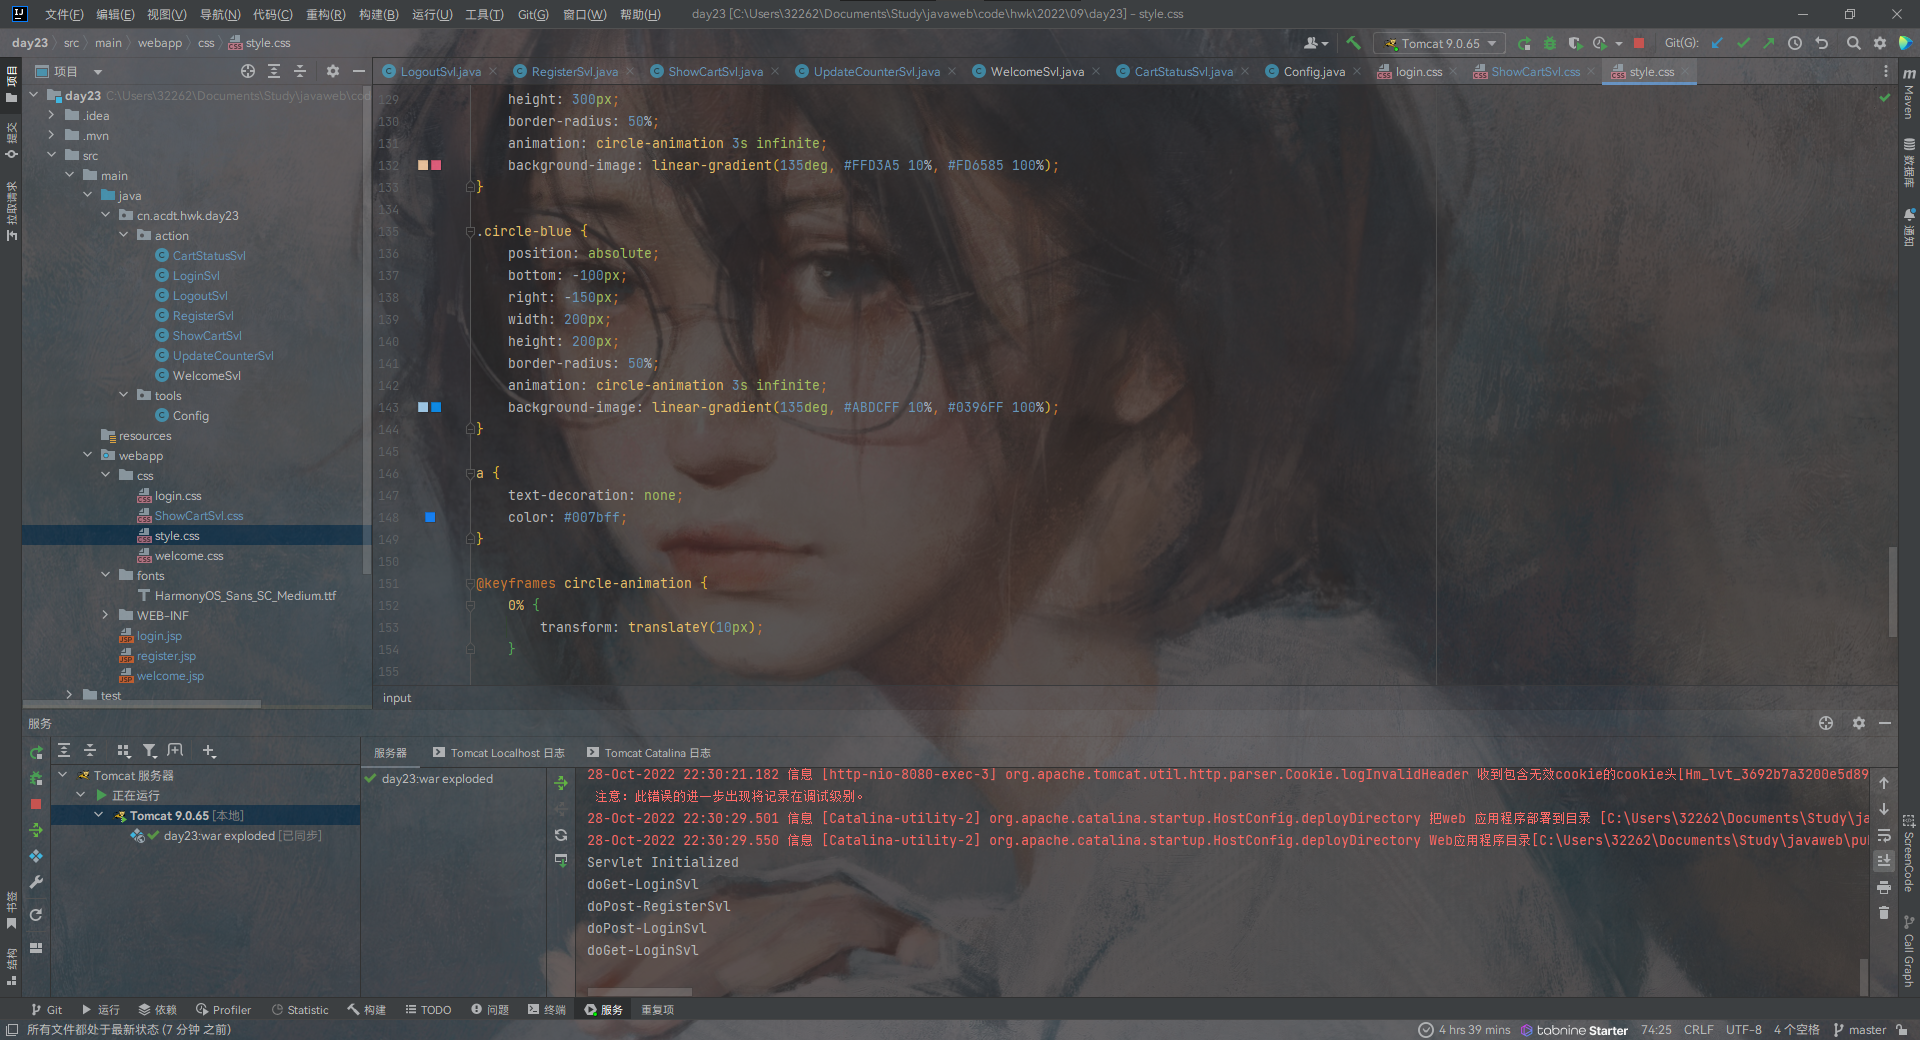 文件(F) 编辑(E) 视图(V) 导航(N) 代码(C) 重构(R) 构建(B) 运行(U) 工具(T) Git(G) 窗口(W) 帮助(H) day23 [C:\Users\32262\Documents\Study\javaweb\code\hwk\2022\09\day23] - style.css
day23 src main webapp css style.css
Tomcat 9.0.65 Git(G):
项目
LogoutSvl.java RegisterSvl.java ShowCartSvl.java UpdateCounterSvl.java WelcomeSvl.java CartStatusSvl.java Config.java login.css ShowCartSvl.css style.css
项目
提交
拉取请求
书签
结构
day23 C:\Users\32262\Documents\Study\javaweb\cod
.idea
.mvn
src
main
java
cn.acdt.hwk.day23
action
CartStatusSvl
LoginSvl
LogoutSvl
RegisterSvl
ShowCartSvl
UpdateCounterSvl
WelcomeSvl
tools
Config
resources
webapp
css
login.css
ShowCartSvl.css
style.css
welcome.css
fonts
HarmonyOS_Sans_SC_Medium.ttf
WEB-INF
login.jsp
register.jsp
welcome.jsp
test
129 height: 300px;
130 border-radius: 50%;
131 animation: circle-animation 3s infinite;
132 background-image: linear-gradient(135deg, #FFD3A5 10%, #FD6585 100%);
133 }
134
135 .circle-blue {
136 position: absolute;
137 bottom: -100px;
138 right: -150px;
139 width: 200px;
140 height: 200px;
141 border-radius: 50%;
142 animation: circle-animation 3s infinite;
143 background-image: linear-gradient(135deg, #ABDCFF 10%, #0396FF 100%);
144 }
145
146 a {
147 text-decoration: none;
148 color: #007bff;
149 }
150
151 @keyframes circle-animation {
152 0% {
153 transform: translateY(10px);
154 }
155
input
Maven
数据库
通知
ScreenCode
Call Graph
服务
Tomcat 服务器
正在运行
Tomcat 9.0.65 [本地]
day23:war exploded [已同步]
服务器 Tomcat Localhost 日志 Tomcat Catalina 日志
day23:war exploded
28-Oct-2022 22:30:21.182 信息 [http-nio-8080-exec-3] org.apache.tomcat.util.http.parser.Cookie.logInvalidHeader 收到包含无效cookie的cookie头[Hm_lvt_3692b7a3200e5d89
注意: 此错误的进一步出现将记录在调试级别。
28-Oct-2022 22:30:29.501 信息 [Catalina-utility-2] org.apache.catalina.startup.HostConfig.deployDirectory 把web 应用程序部署到目录 [C:\Users\32262\Documents\Study\ja
28-Oct-2022 22:30:29.550 信息 [Catalina-utility-2] org.apache.catalina.startup.HostConfig.deployDirectory Web应用程序目录[C:\Users\32262\Documents\Study\javaweb\pu
Servlet Initialized
doGet-LoginSvl
doPost-RegisterSvl
doPost-LoginSvl
doGet-LoginSvl
Git 运行 依赖 Profiler Statistic 构建 TODO 问题 终端 服务 重复项
所有文件都处于最新状态 (7 分钟 之前) 4 hrs 39 mins tabnine Starter 74:25 CRLF UTF-8 4 个空格 master